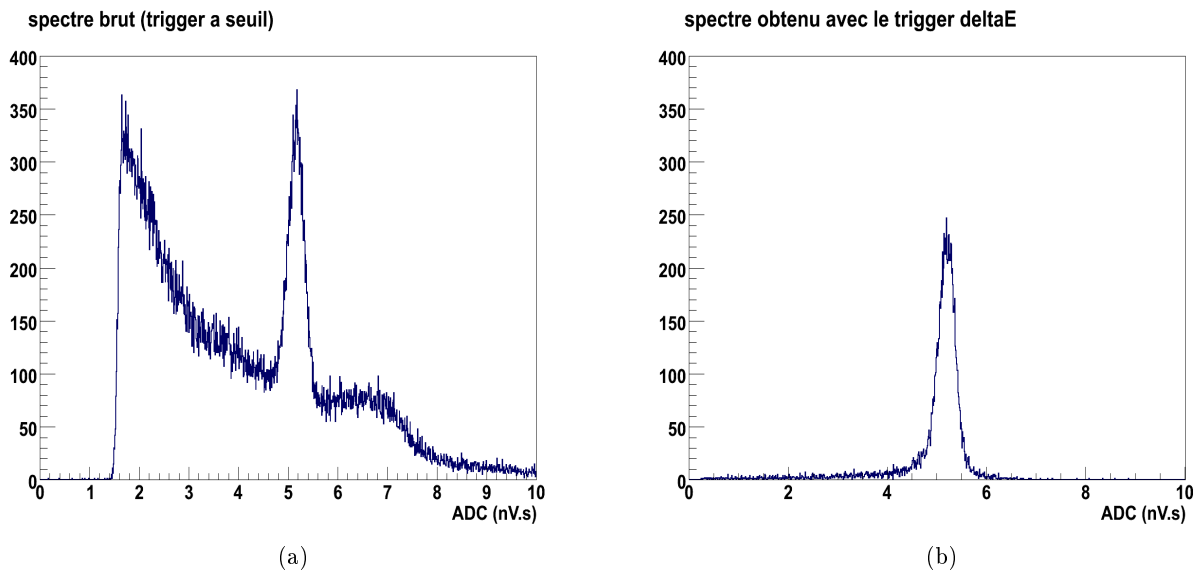 spectre brut (trigger a seuil)
400
350
300
250
200
150
100
50
0
0 1 2 3 4 5 6 7 8 9 10
ADC (nV.s)
(a)
spectre obtenu avec le trigger deltaE
400
350
300
250
200
150
100
50
0
0 2 4 6 8 10
ADC (nV.s)
(b)